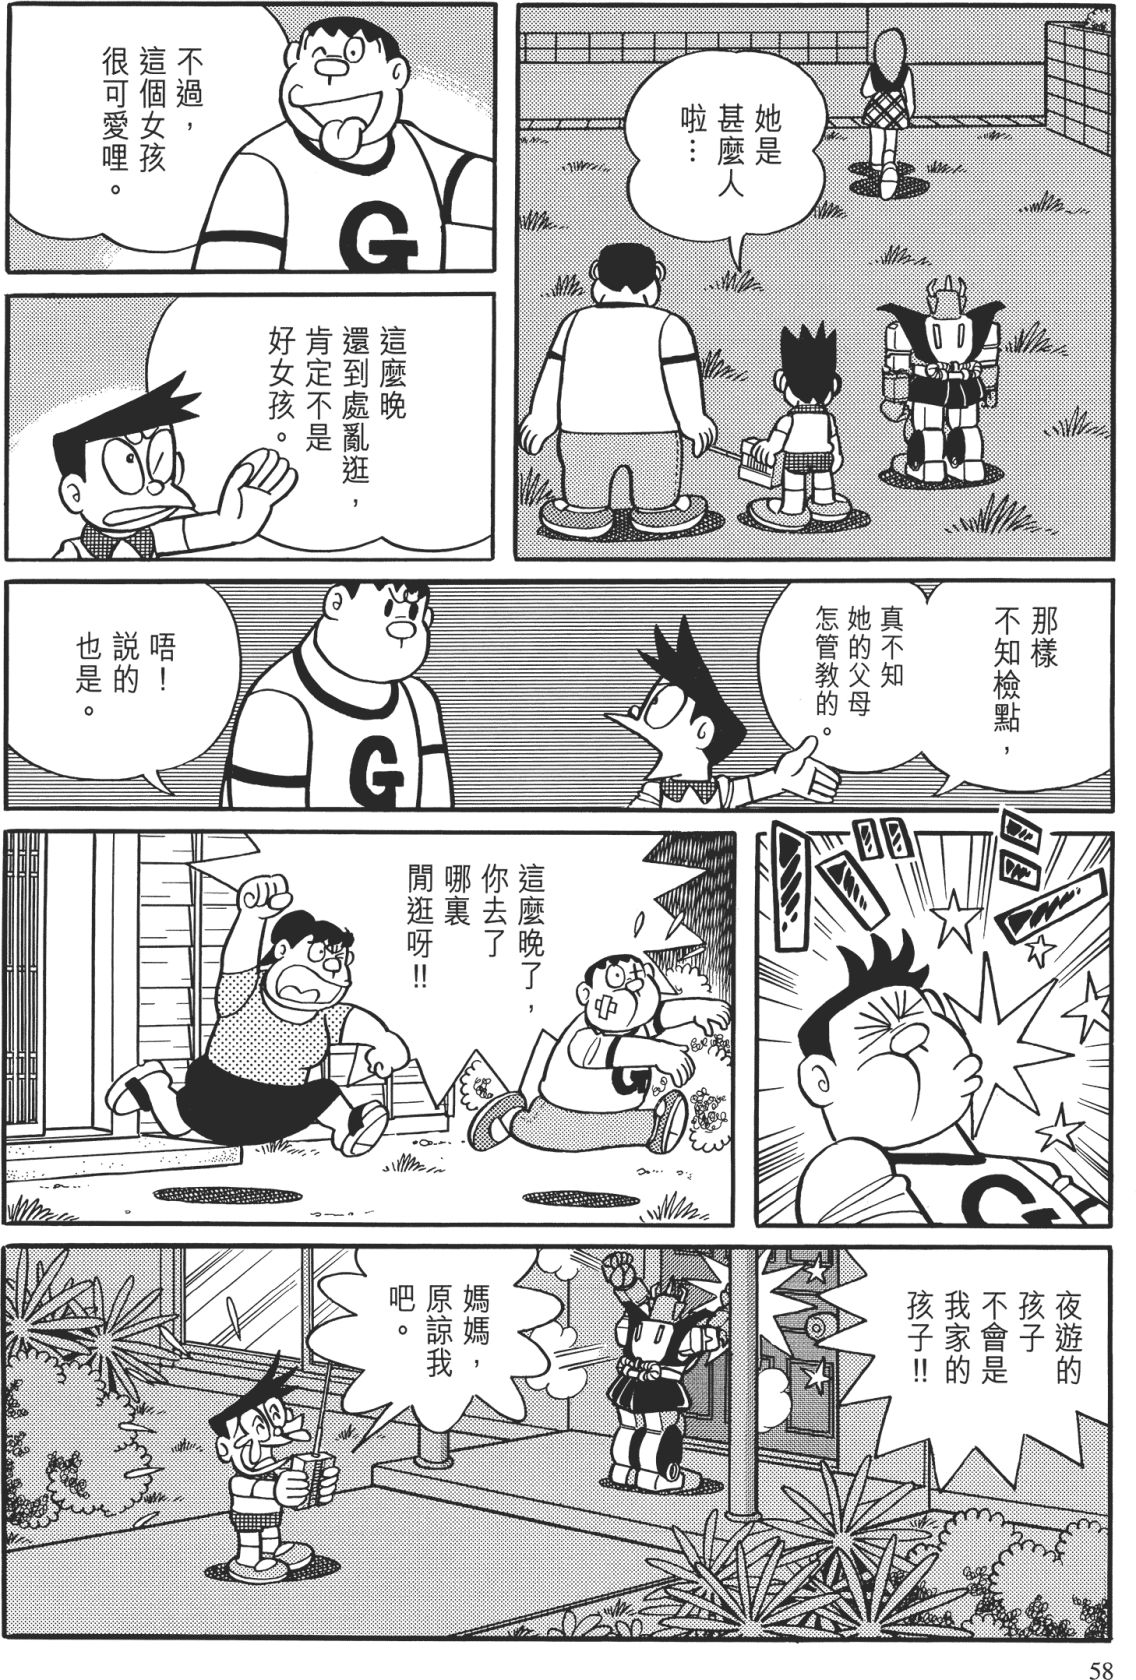 她是
甚麼人
啦…
不過，
這個女孩
很可愛哩。
G
這麼晚
還到處亂逛，
肯定不是
好女孩。
那樣
不知檢點，
真不知
她的父母
怎管教的。
唔！
説的
也是。
G
G
這麼晚了，
你去了
哪裏
閒逛呀!!
G
夜遊的
孩子
不會是
我家的
孩子!!
媽媽，
原諒我
吧。
58